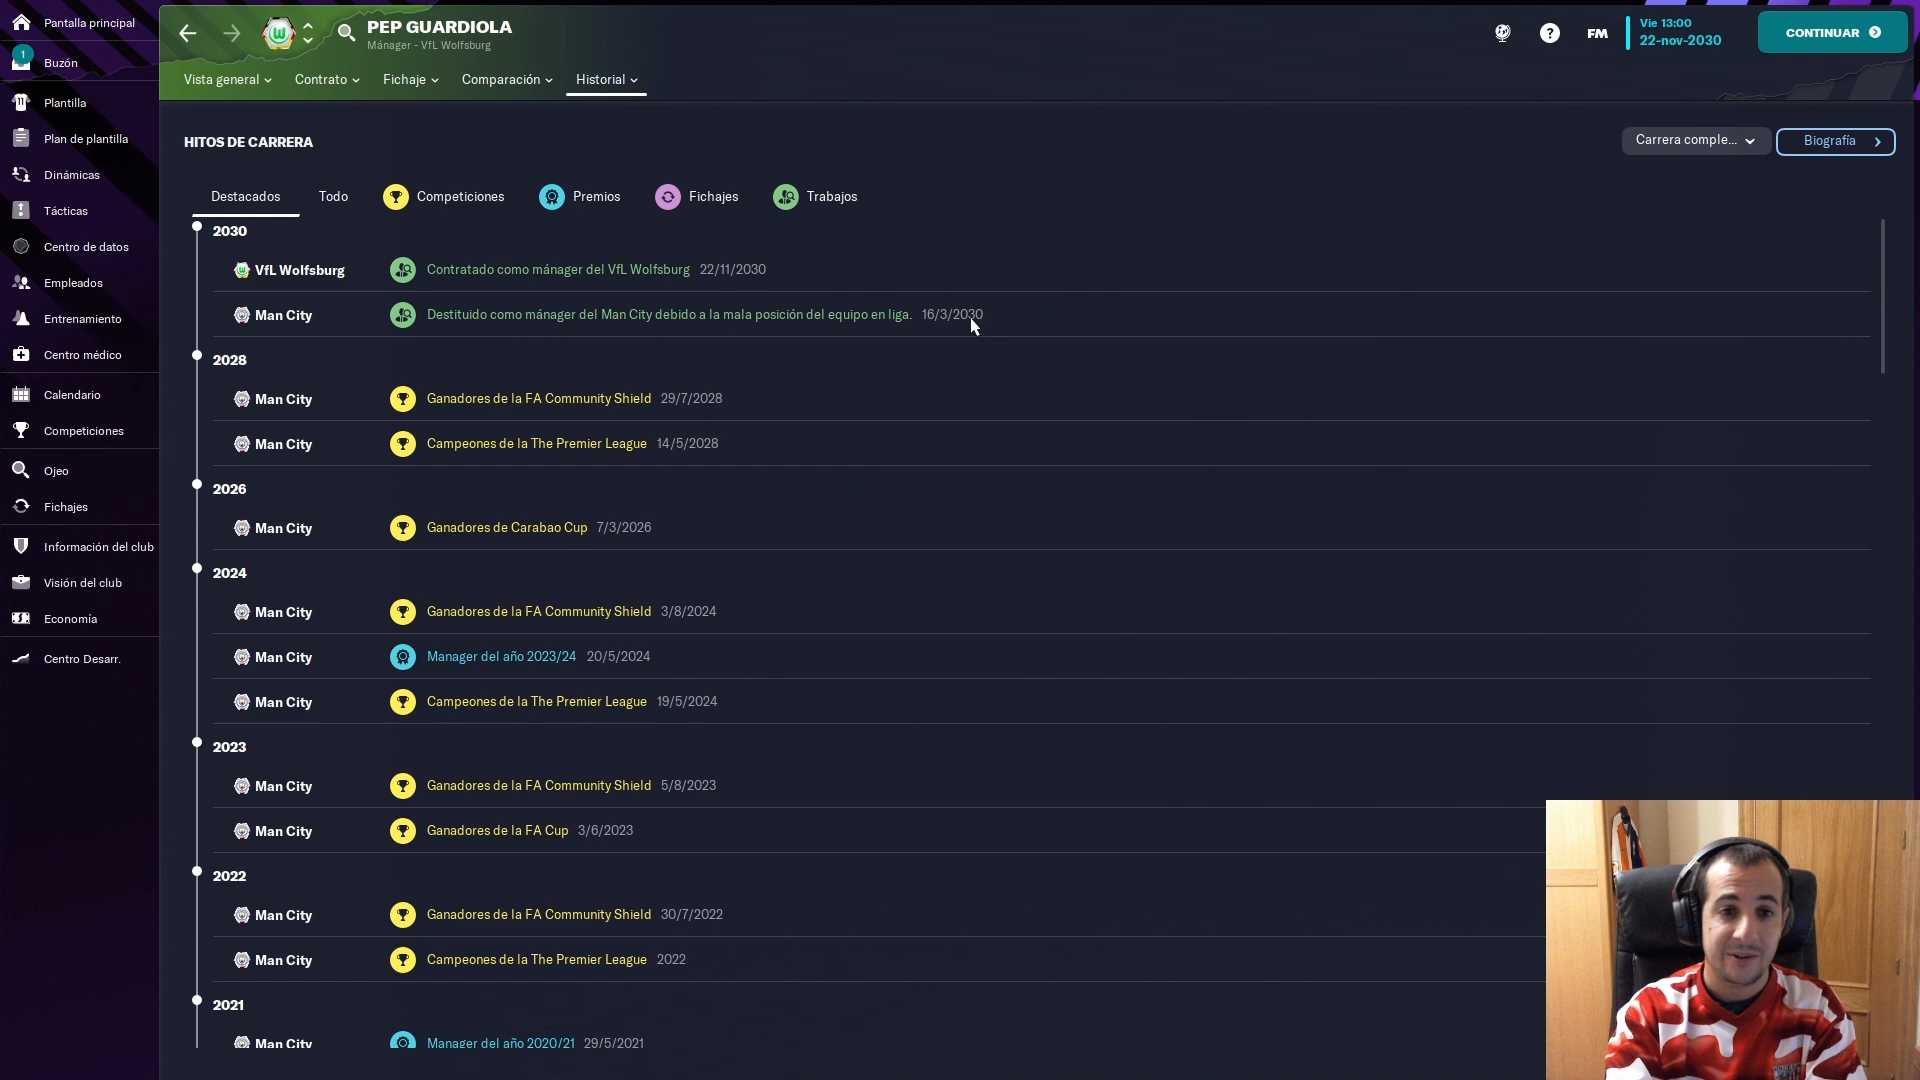 Pantalla principal
1
Buzón
Plantilla
Plan de plantilla
Dinámicas
Tácticas
Centro de datos
Empleados
Entrenamiento
Centro médico
Calendario
Competiciones
Ojeo
Fichajes
Información del club
Visión del club
Economía
Centro Desarr.
PEP GUARDIOLA
Mánager - VfL Wolfsburg
?
FM
Vie 13:00
22-nov-2030
CONTINUAR
Vista general
Contrato
Fichaje
Comparación
Historial
HITOS DE CARRERA
Carrera comple...
Biografía
Destacados
Todo
Competiciones
Premios
Fichajes
Trabajos
2030
VfL Wolfsburg Contratado como mánager del VfL Wolfsburg 22/11/2030
Man City Destituido como mánager del Man City debido a la mala posición del equipo en liga. 16/3/2030
2028
Man City Ganadores de la FA Community Shield 29/7/2028
Man City Campeones de la The Premier League 14/5/2028
2026
Man City Ganadores de Carabao Cup 7/3/2026
2024
Man City Ganadores de la FA Community Shield 3/8/2024
Man City Manager del año 2023/24 20/5/2024
Man City Campeones de la The Premier League 19/5/2024
2023
Man City Ganadores de la FA Community Shield 5/8/2023
Man City Ganadores de la FA Cup 3/6/2023
2022
Man City Ganadores de la FA Community Shield 30/7/2022
Man City Campeones de la The Premier League 2022
2021
Man City Manager del año 2020/21 29/5/2021